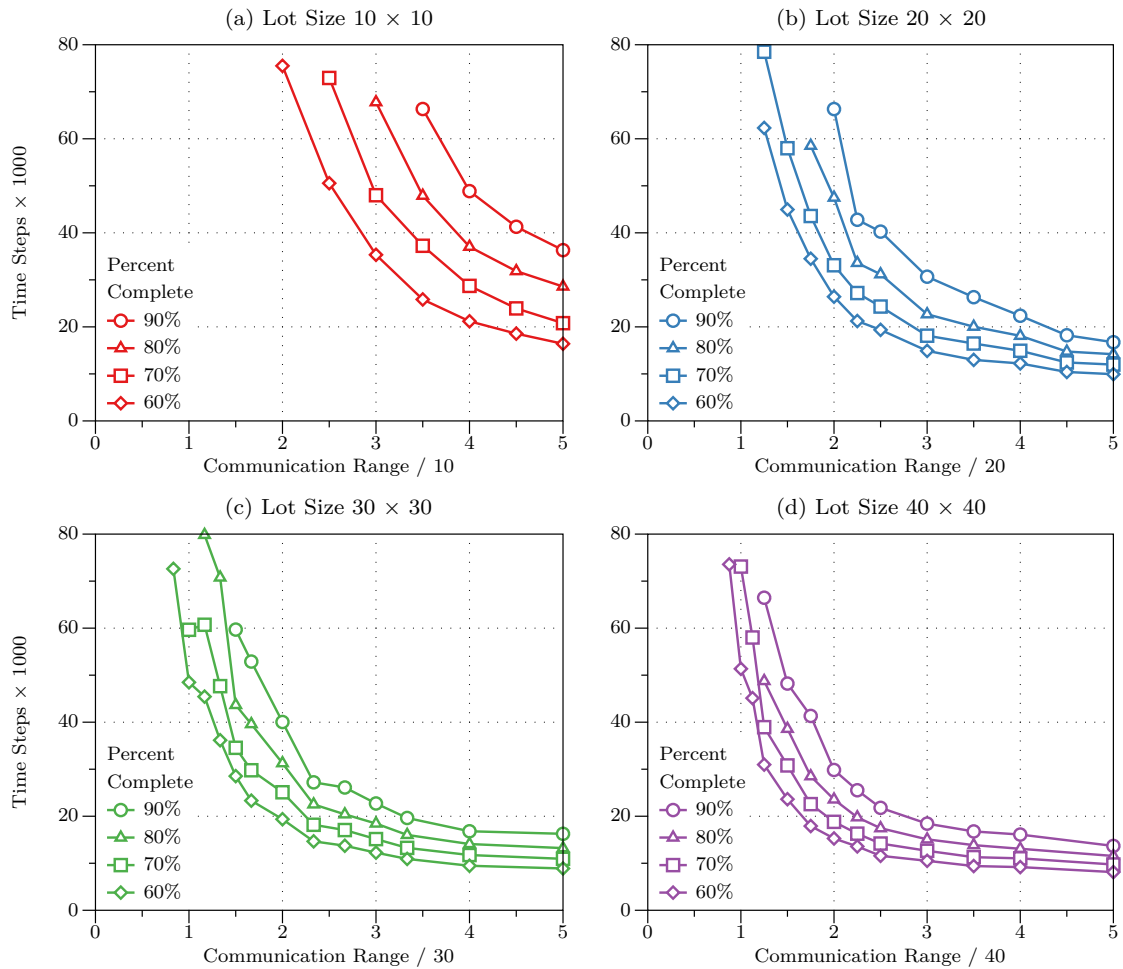 (a) Lot Size 10 × 10
80
60
40
20
0
Time Steps × 1000
Percent
Complete
90%
80%
70%
60%
0 1 2 3 4 5
Communication Range / 10
(b) Lot Size 20 × 20
80
60
40
20
0
Percent
Complete
90%
80%
70%
60%
0 1 2 3 4 5
Communication Range / 20
(c) Lot Size 30 × 30
80
60
40
20
0
Time Steps × 1000
Percent
Complete
90%
80%
70%
60%
0 1 2 3 4 5
Communication Range / 30
(d) Lot Size 40 × 40
80
60
40
20
0
Percent
Complete
90%
80%
70%
60%
0 1 2 3 4 5
Communication Range / 40